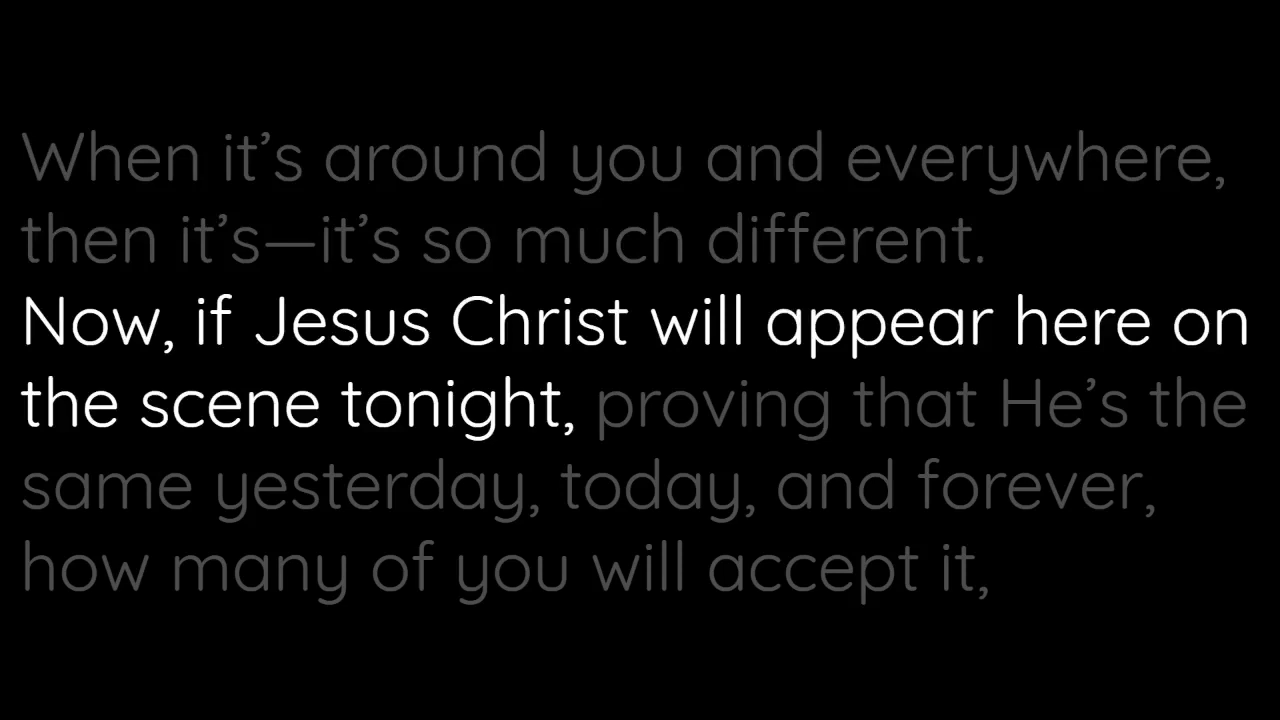 When it’s around you and everywhere,
then it’s—it’s so much different.
Now, if Jesus Christ will appear here on
the scene tonight, proving that He’s the
same yesterday, today, and forever,
how many of you will accept it,